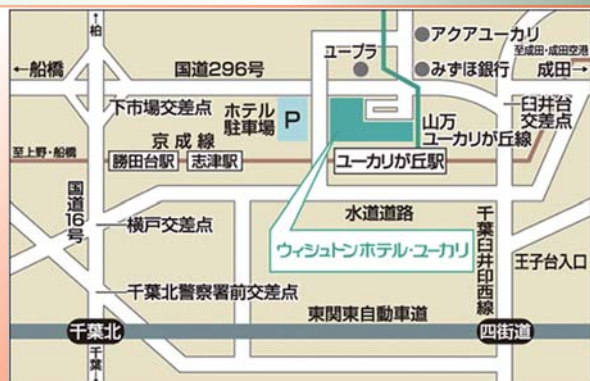 ↑柏
アクアユーカリ
ユープラ
至成田・成田空港
←船橋
国道296号
みずほ銀行
成田→
下市場交差点
ホテル
駐車場
P
山万
ユーカリが丘線
臼井台
交差点
京成線
至上野・船橋
勝田台駅
志津駅
ユーカリが丘駅
国道16号
水道道路
千葉臼井印西線
横戸交差点
ウィシュトンホテル・ユーカリ
王子台入口
千葉北警察署前交差点
東関東自動車道
千葉北
四街道
千葉↓